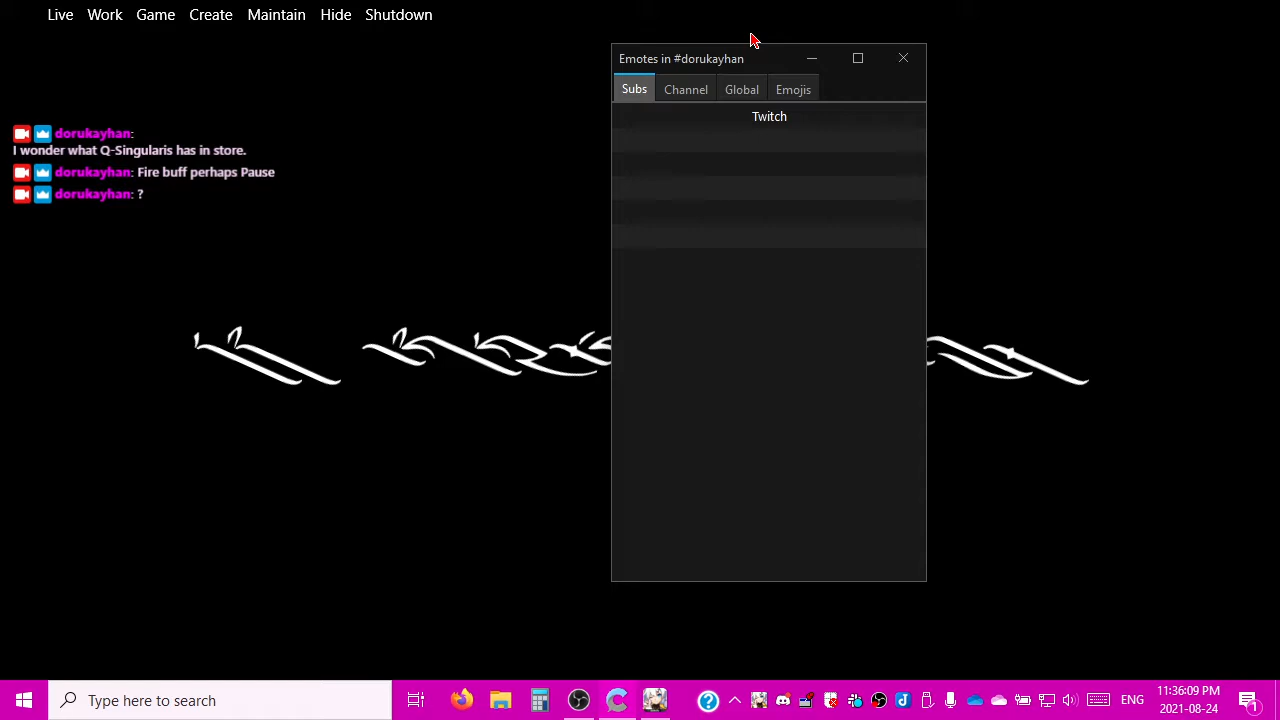 Live Work Game Create Maintain Hide Shutdown
Emotes in #dorukayhan
Subs Channel Global Emojis
Twitch
dorukayhan:
I wonder what Q-Singularis has in store.
dorukayhan: Fire buff perhaps Pause
dorukayhan: ?
Type here to search
ENG
11:36:09 PM
2021-08-24
1